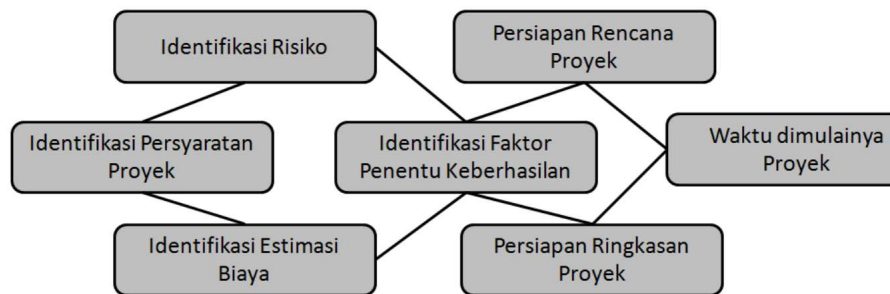 Identifikasi Risiko
Persiapan Rencana
Proyek
Identifikasi Persyaratan
Proyek
Identifikasi Faktor
Penentu Keberhasilan
Waktu dimulainya
Proyek
Identifikasi Estimasi
Biaya
Persiapan Ringkasan
Proyek